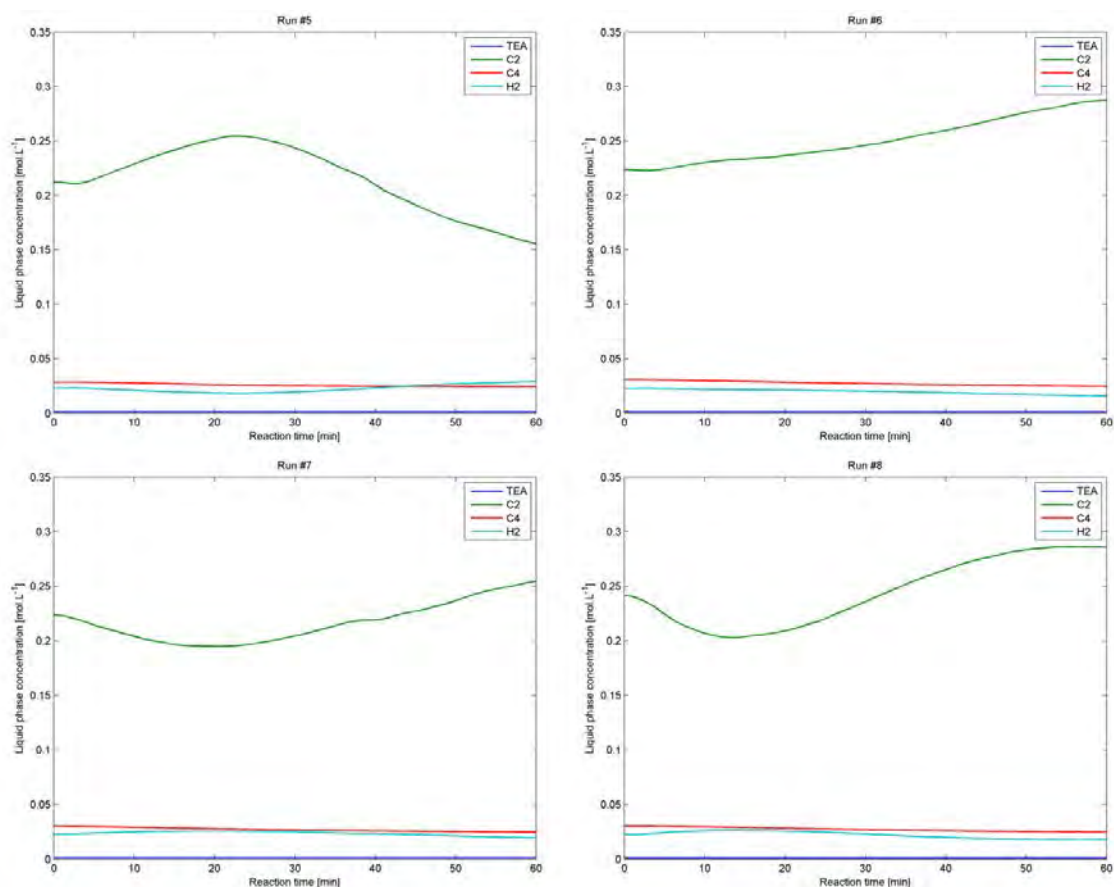 Run #5
TEA
C2
C4
H2
Liquid phase concentration [mol.L⁻¹]
0.35
0.3
0.25
0.2
0.15
0.1
0.05
0
0 10 20 30 40 50 60
Reaction time [min]
Run #6
TEA
C2
C4
H2
Liquid phase concentration [mol.L⁻¹]
0.35
0.3
0.25
0.2
0.15
0.1
0.05
0
0 10 20 30 40 50 60
Reaction time [min]
Run #7
TEA
C2
C4
H2
Liquid phase concentration [mol.L⁻¹]
0.35
0.3
0.25
0.2
0.15
0.1
0.05
0
0 10 20 30 40 50 60
Reaction time [min]
Run #8
TEA
C2
C4
H2
Liquid phase concentration [mol.L⁻¹]
0.35
0.3
0.25
0.2
0.15
0.1
0.05
0
0 10 20 30 40 50 60
Reaction time [min]